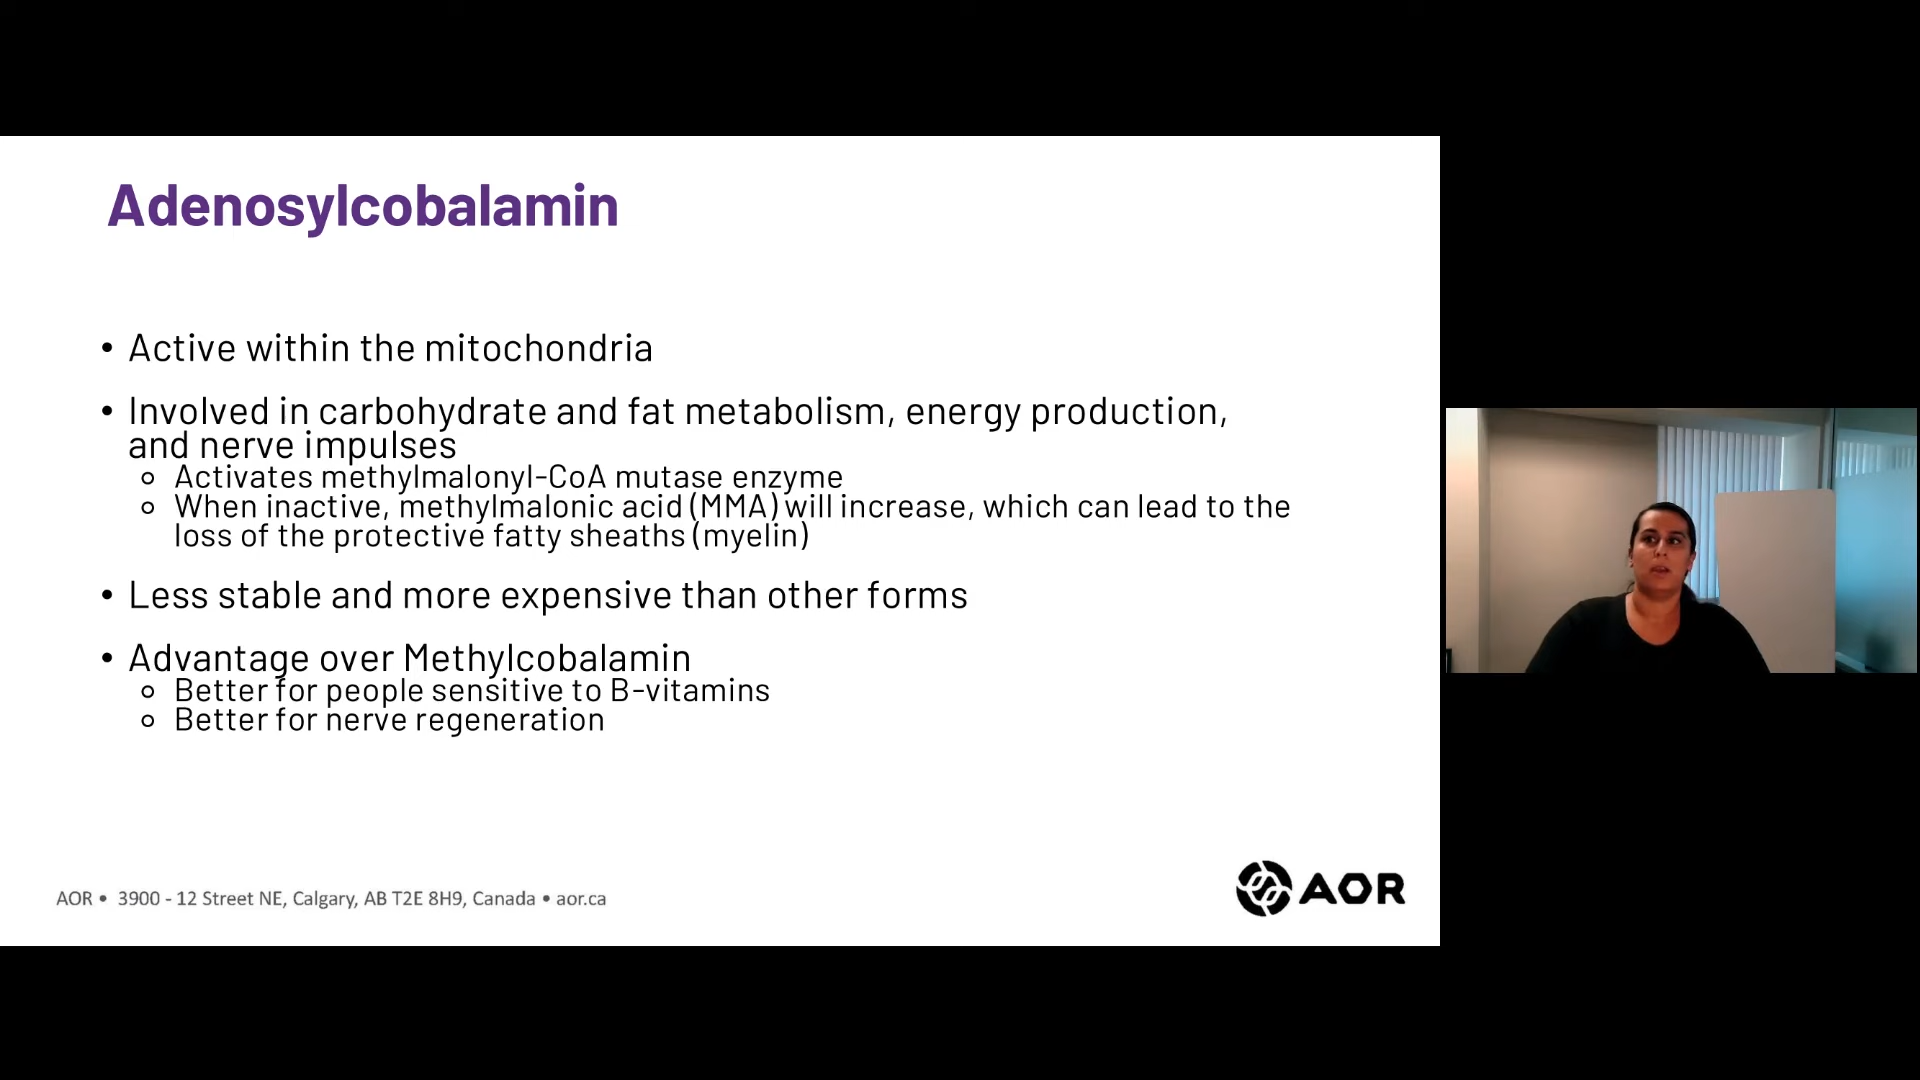 Adenosylcobalamin
• Active within the mitochondria
• Involved in carbohydrate and fat metabolism, energy production,
and nerve impulses
o Activates methylmalonyl-CoA mutase enzyme
o When inactive, methylmalonic acid (MMA) will increase, which can lead to the
loss of the protective fatty sheaths (myelin)
• Less stable and more expensive than other forms
• Advantage over Methylcobalamin
o Better for people sensitive to B-vitamins
o Better for nerve regeneration
AOR • 3900 - 12 Street NE, Calgary, AB T2E 8H9, Canada • aor.ca
AOR